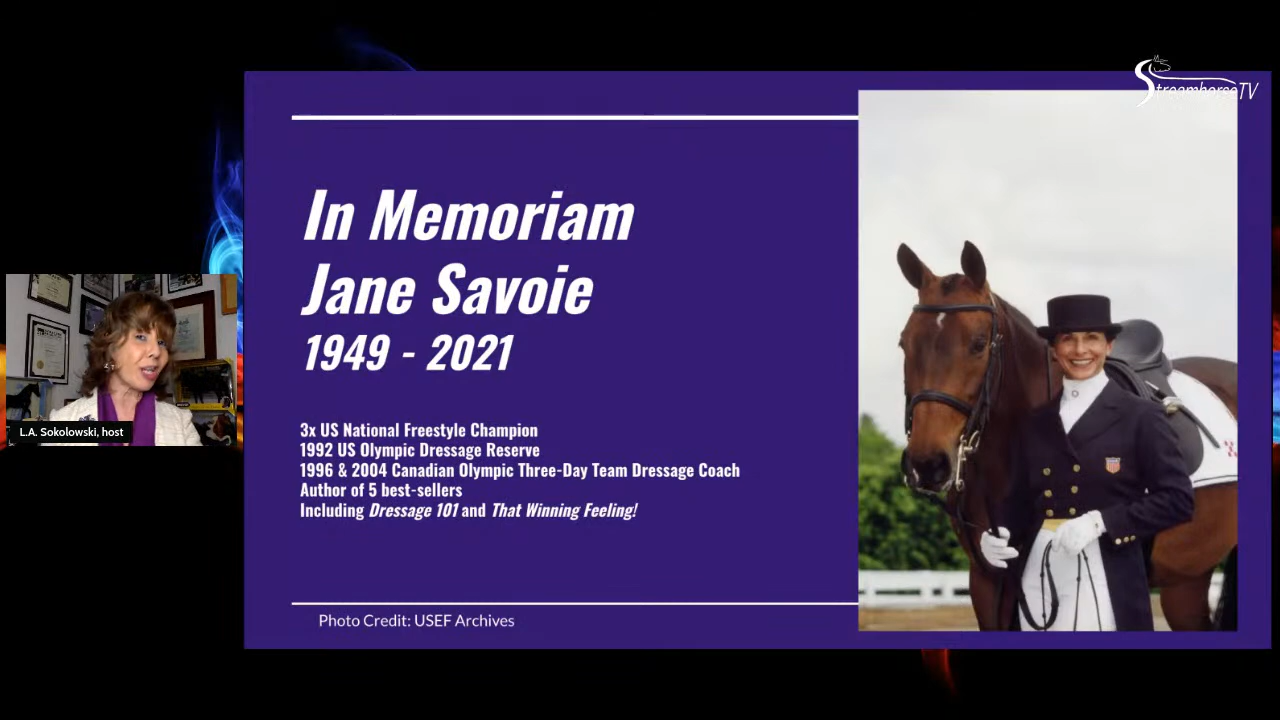 StreamhorseTV
In Memoriam
Jane Savoie
1949 - 2021
3x US National Freestyle Champion
1992 US Olympic Dressage Reserve
1996 & 2004 Canadian Olympic Three-Day Team Dressage Coach
Author of 5 best-sellers
Including Dressage 101 and That Winning Feeling!
L.A. Sokolowski, host
Photo Credit: USEF Archives